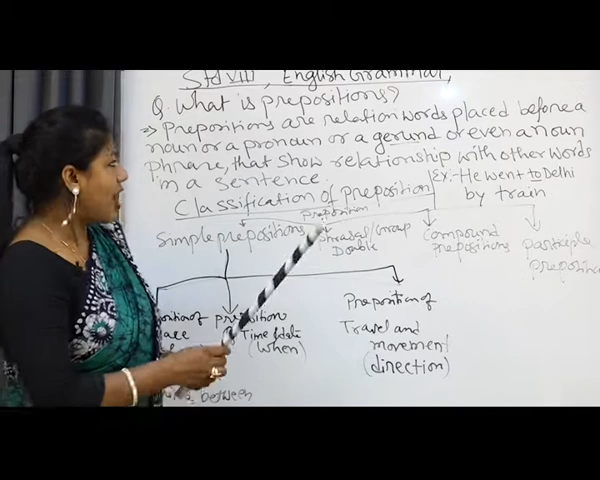 Std VIII, English Grammar,
Q. What is prepositions?
⇒ Prepositions are relation words placed before a
noun or a pronoun or a gerund or even a noun
phrase, that show relationship with other words
in a sentence. Ex:- He went to Delhi
by train
Classification of preposition
Preposition
Simple prepositions
phrasal/Group
Double
Compound
prepositions
Participle
preposition
preposition
Time & date
(when)
Preposition of
Travel and
movement
(direction)
between